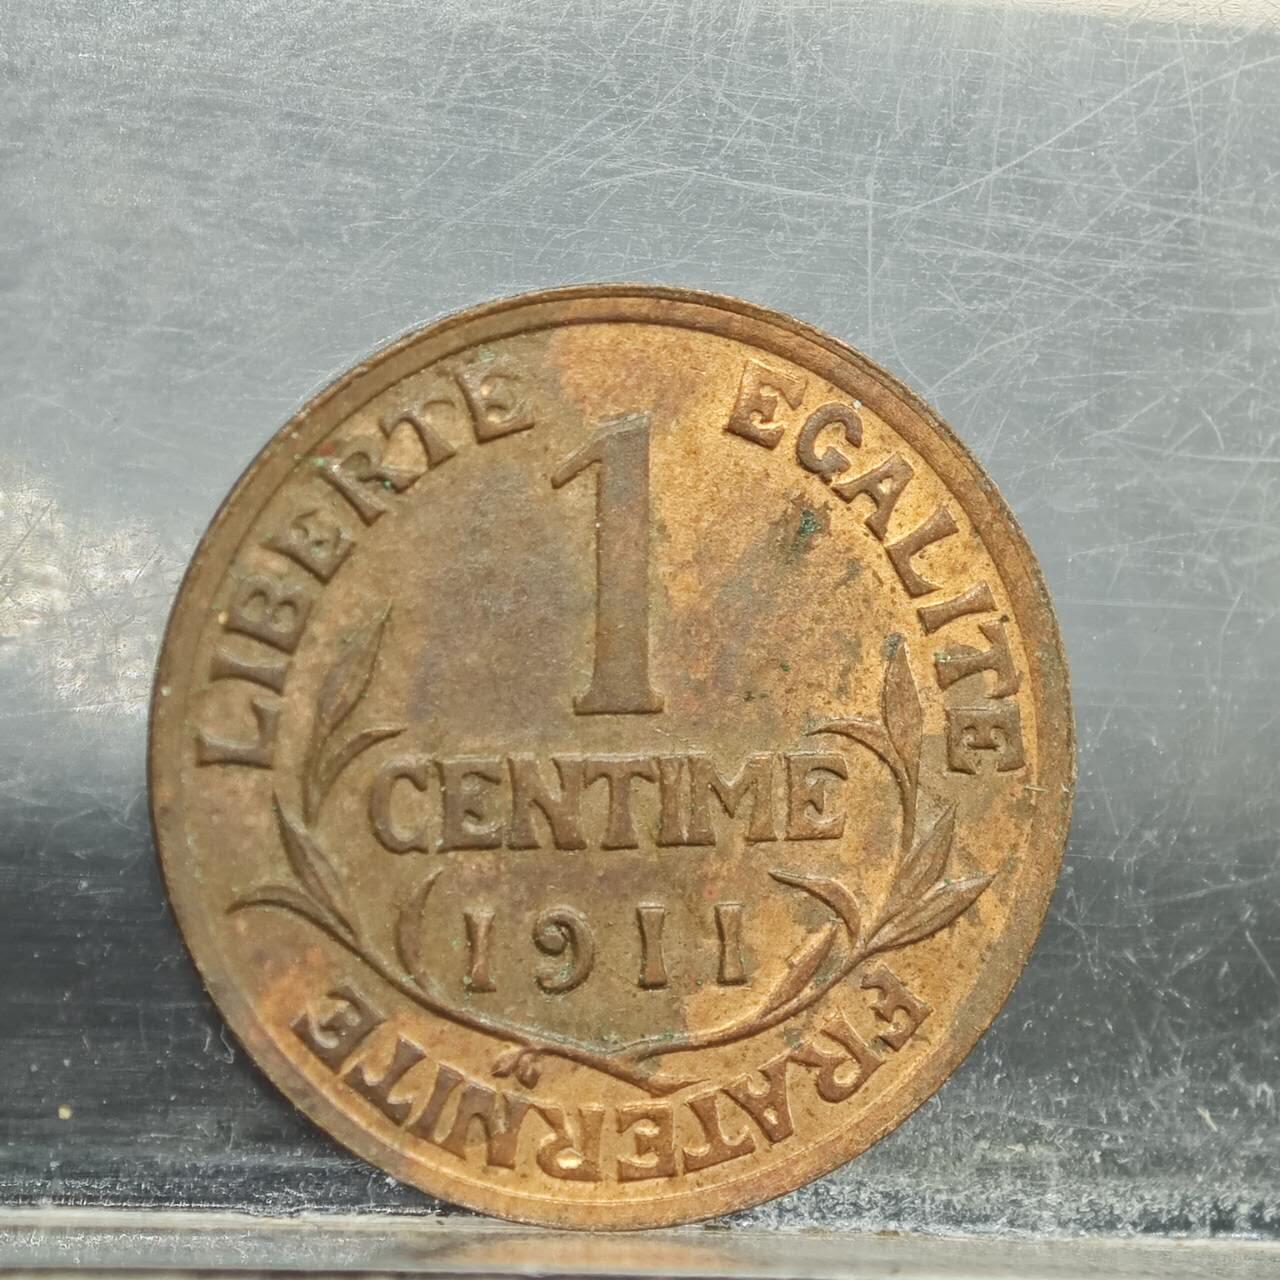 LIBERTE EGALITE FRATERNITE
1
CENTIME
1911